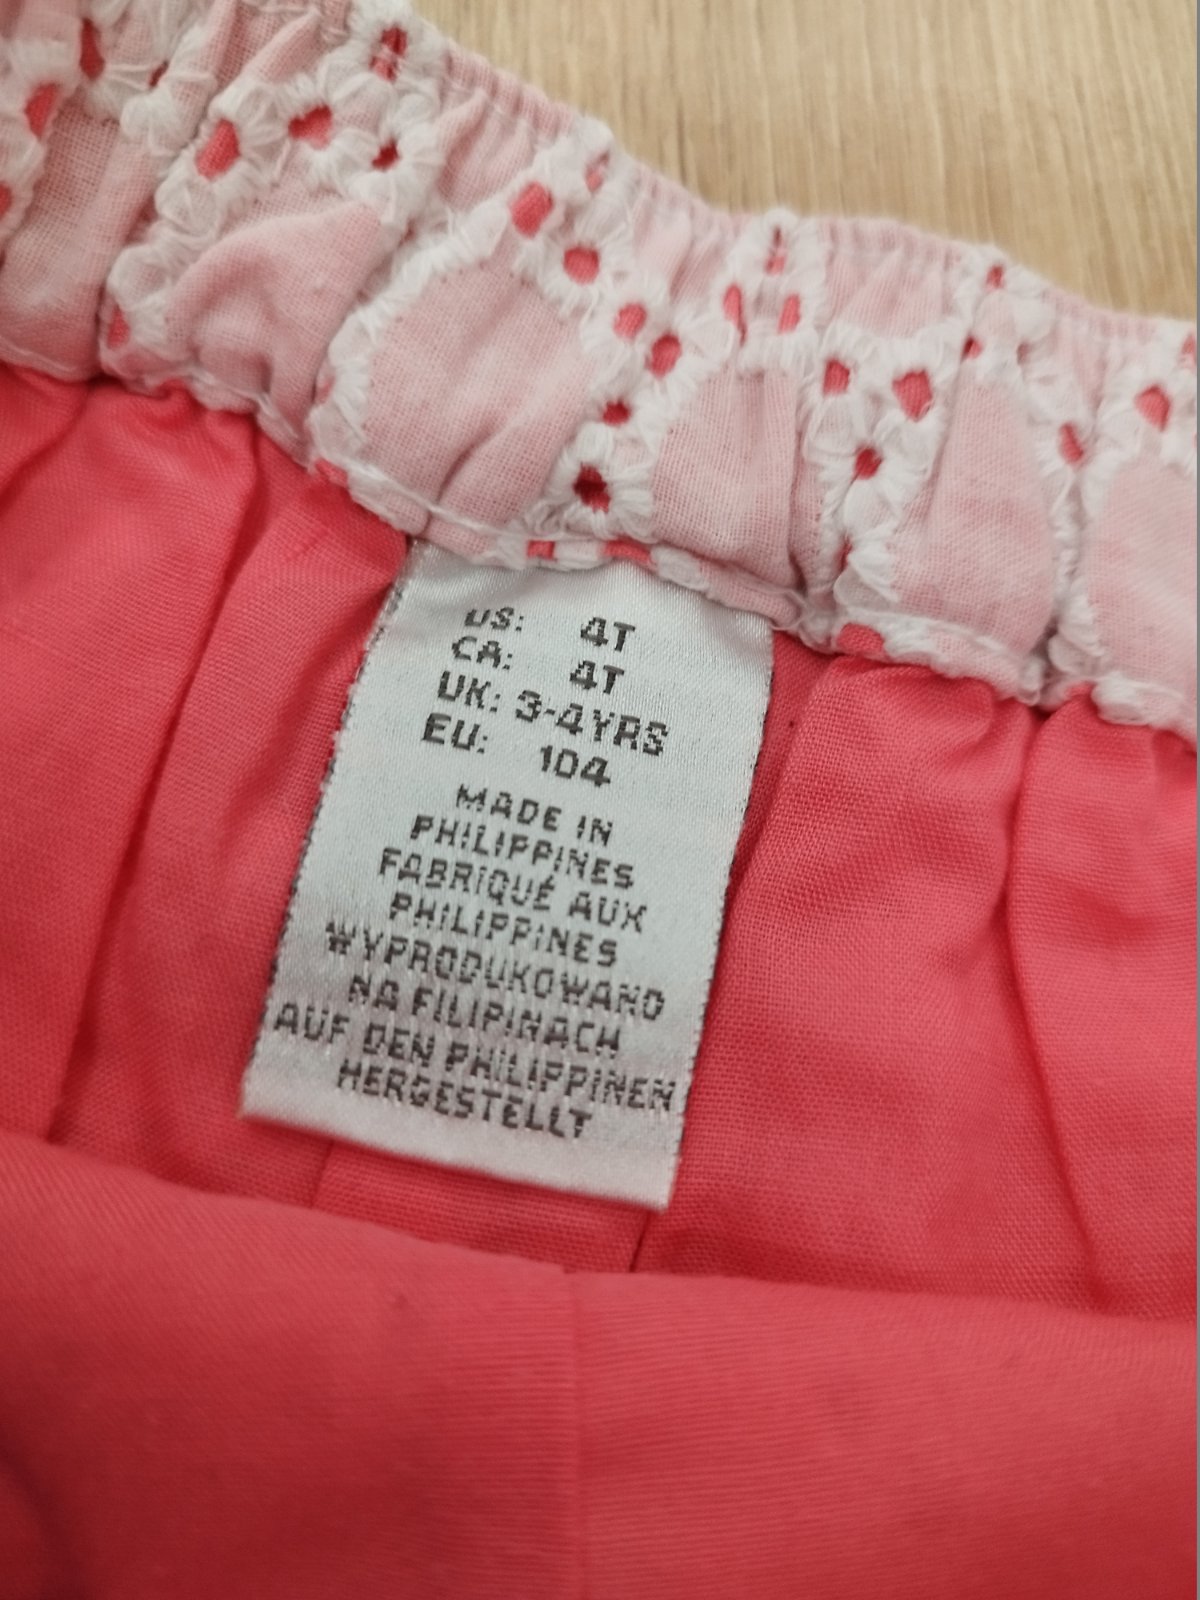 US: 4T
CA: 4T
UK: 3-4YRS
EU: 104
MADE IN
PHILIPPINES
FABRIQUÉ AUX
PHILIPPINES
WYPRODUKOWANO
NA FILIPINACH
AUF DEN PHILIPPINEN
HERGESTELLT